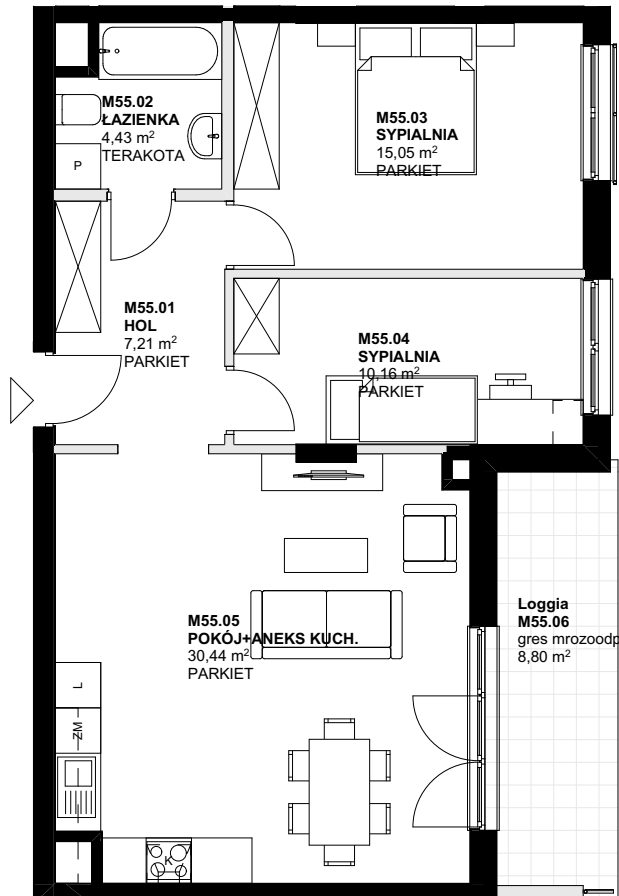 M55.02
ŁAZIENKA
4,43 m²
TERAKOTA
P
M55.03
SYPIALNIA
15,05 m²
PARKIET
M55.01
HOL
7,21 m²
PARKIET
M55.04
SYPIALNIA
10,16 m²
PARKIET
M55.05
POKÓJ+ANEKS KUCH.
30,44 m²
PARKIET
Loggia
M55.06
gres mrozoodp
8,80 m²
L
ZM
K